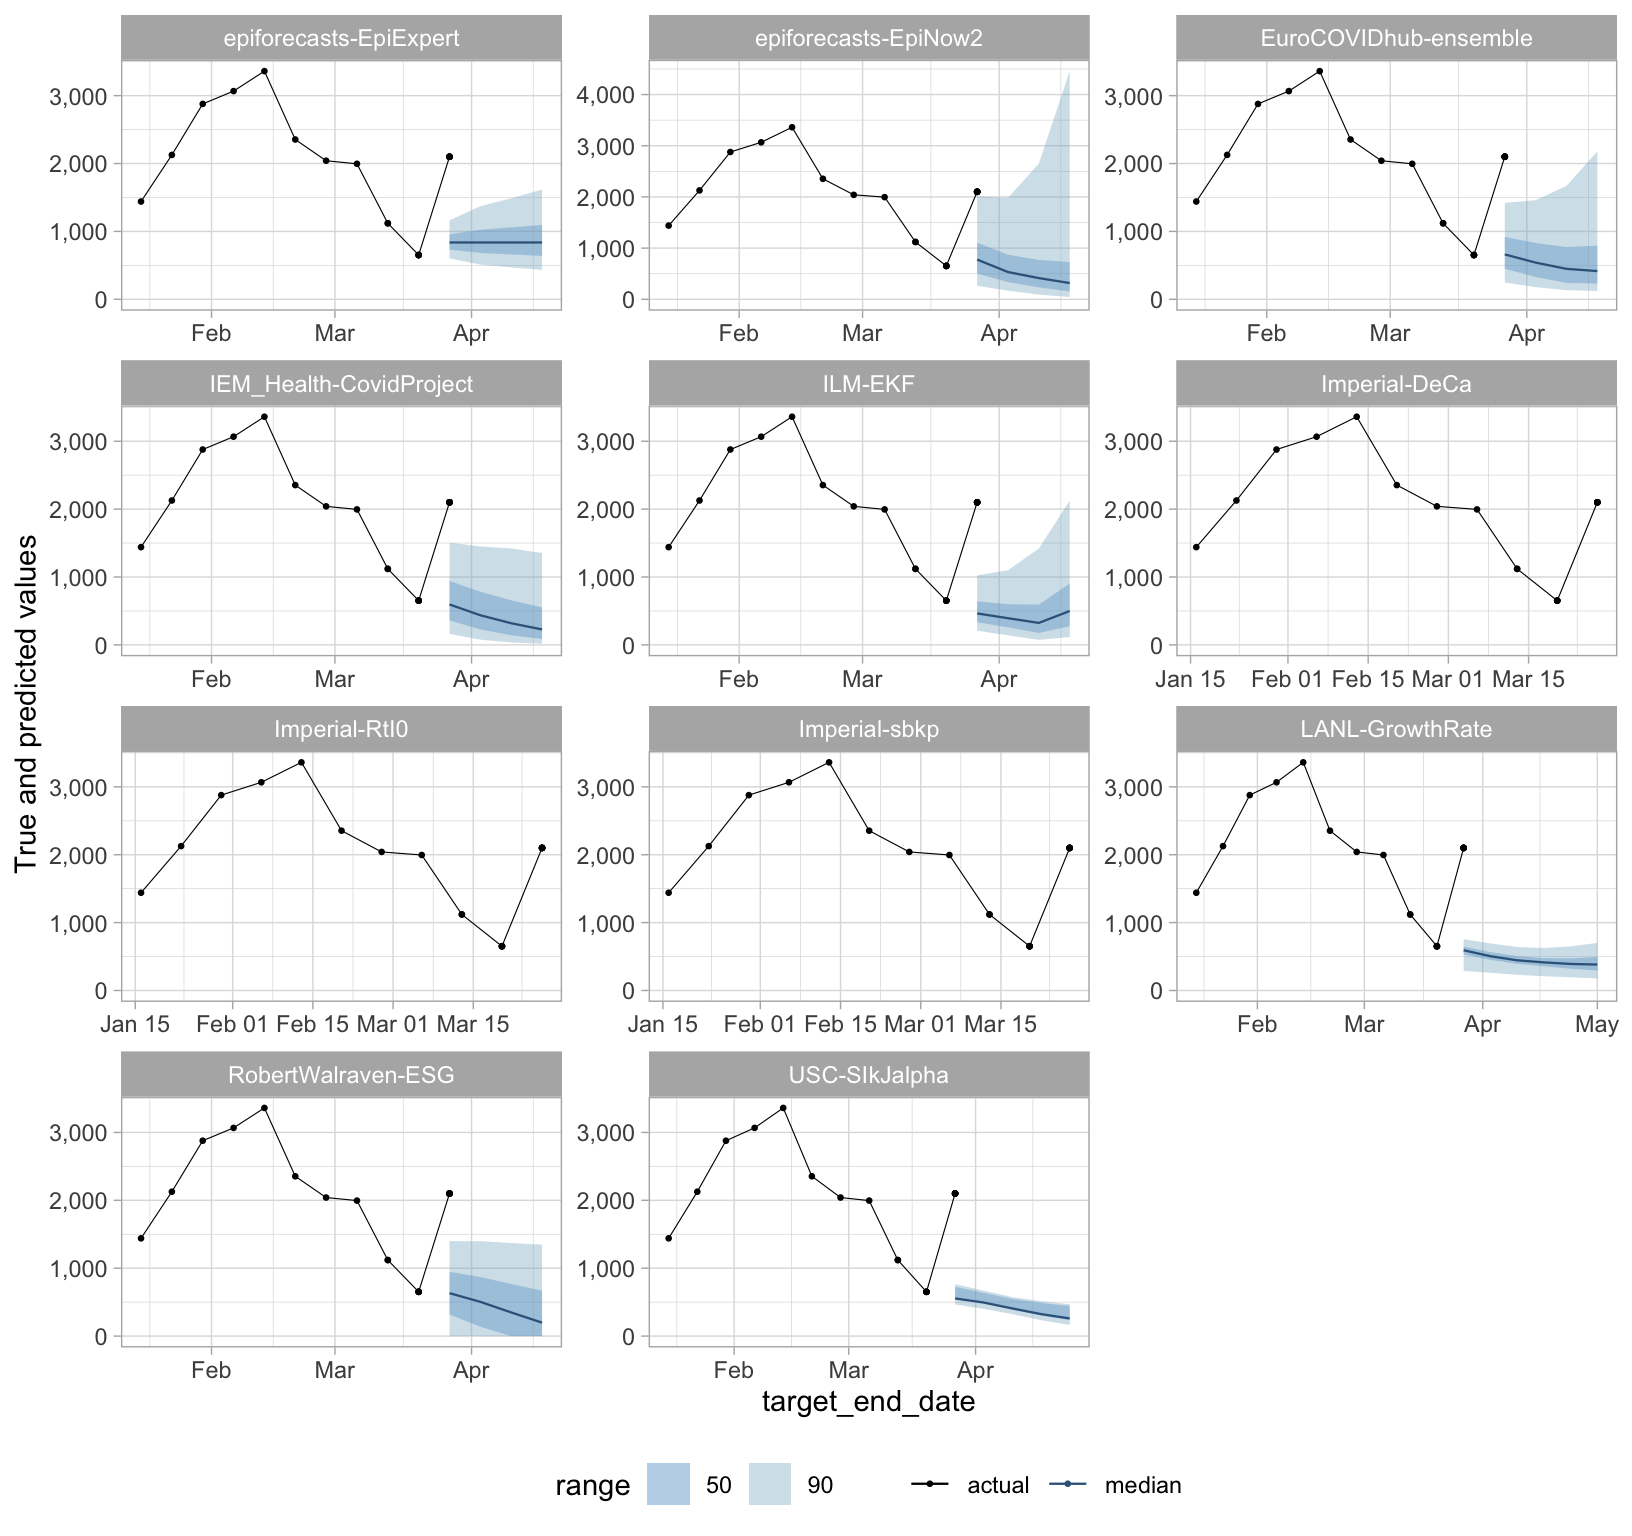 epiforecasts-EpiExpert
epiforecasts-EpiNow2
EuroCOVIDhub-ensemble
3,000
2,000
1,000
0
4,000
3,000
2,000
1,000
0
3,000
2,000
1,000
0
Feb Mar Apr
Feb Mar Apr
Feb Mar Apr
IEM_Health-CovidProject
ILM-EKF
Imperial-DeCa
3,000
2,000
1,000
0
3,000
2,000
1,000
0
3,000
2,000
1,000
0
Feb Mar Apr
Feb Mar Apr
Jan 15 Feb 01 Feb 15 Mar 01 Mar 15
True and predicted values
Imperial-RtI0
Imperial-sbkp
LANL-GrowthRate
3,000
2,000
1,000
0
3,000
2,000
1,000
0
3,000
2,000
1,000
0
Jan 15 Feb 01 Feb 15 Mar 01 Mar 15
Jan 15 Feb 01 Feb 15 Mar 01 Mar 15
Feb Mar Apr May
RobertWalraven-ESG
USC-SIkJalpha
3,000
2,000
1,000
0
3,000
2,000
1,000
0
Feb Mar Apr
Feb Mar Apr
target_end_date
range 50 90 actual median